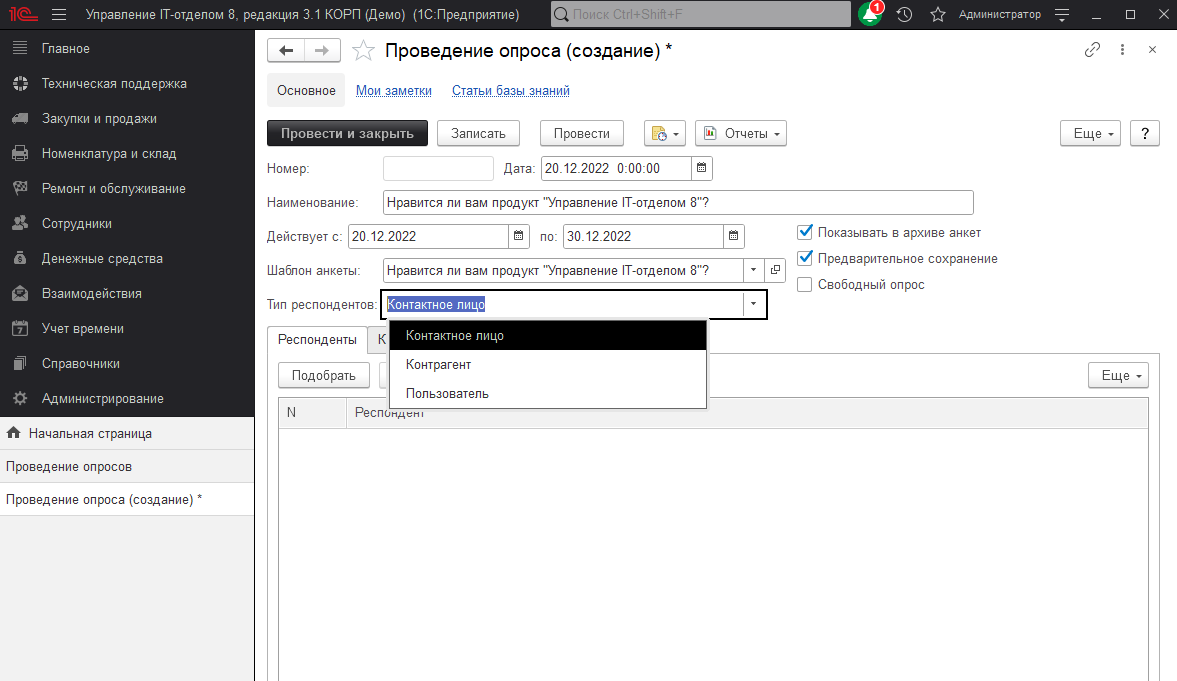 1С Управление IT-отделом 8, редакция 3.1 КОРП (Демо) (1С:Предприятие) Поиск Ctrl+Shift+F 1 Администратор
Главное
Техническая поддержка
Закупки и продажи
Номенклатура и склад
Ремонт и обслуживание
Сотрудники
Денежные средства
Взаимодействия
Учет времени
Справочники
Администрирование
Начальная страница
Проведение опросов
Проведение опроса (создание) *
Проведение опроса (создание) *
Основное Мои заметки Статьи базы знаний
Провести и закрыть Записать Провести Отчеты Еще ?
Номер: Дата: 20.12.2022 0:00:00
Наименование: Нравится ли вам продукт "Управление IT-отделом 8"?
Действует с: 20.12.2022 по: 30.12.2022
Показывать в архиве анкет
Предварительное сохранение
Свободный опрос
Шаблон анкеты: Нравится ли вам продукт "Управление IT-отделом 8"?
Тип респондентов: Контактное лицо
Контактное лицо
Контрагент
Пользователь
Респонденты К
Подобрать Еще
N Респондент